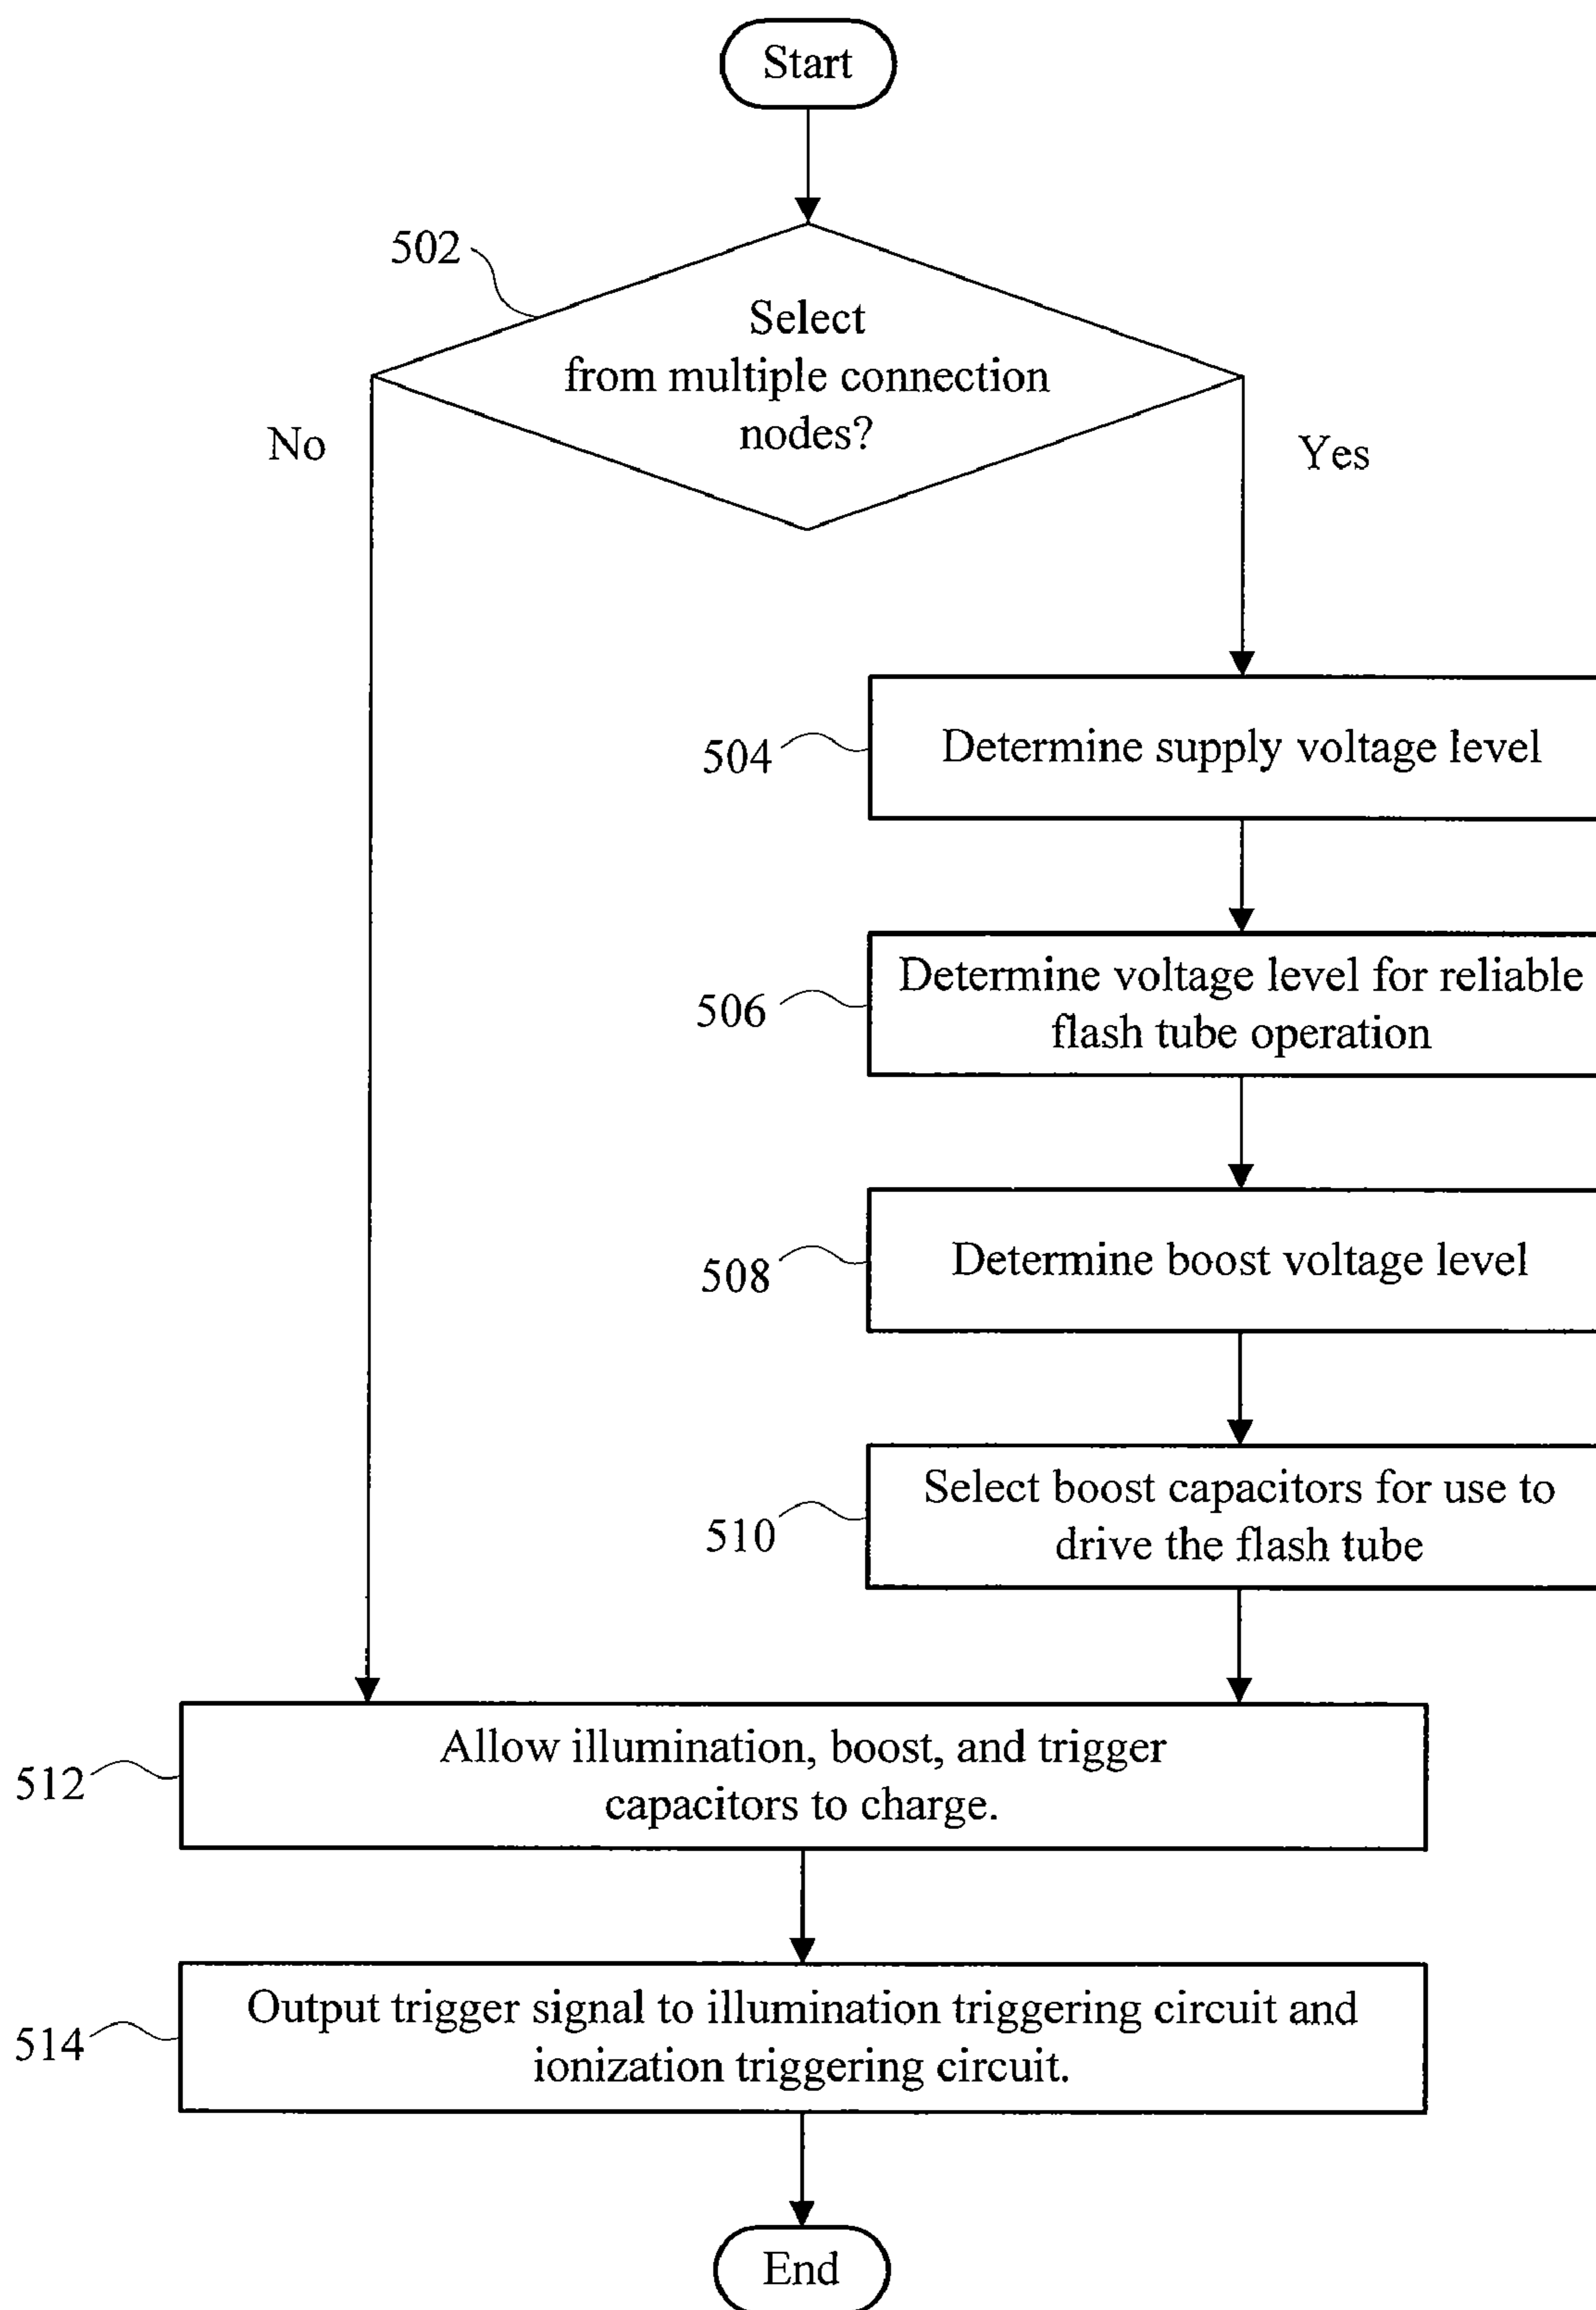 Start
502
Select
from multiple connection
nodes?
No
Yes
504
Determine supply voltage level
506
Determine voltage level for reliable
flash tube operation
508
Determine boost voltage level
510
Select boost capacitors for use to
drive the flash tube
512
Allow illumination, boost, and trigger
capacitors to charge.
514
Output trigger signal to illumination triggering circuit and
ionization triggering circuit.
End